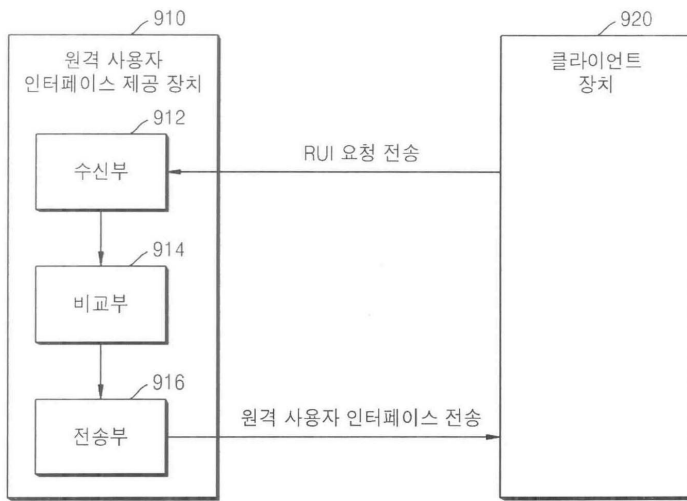 910
원격 사용자
인터페이스 제공 장치
912
수신부
914
비교부
916
전송부
RUI 요청 전송
원격 사용자 인터페이스 전송
920
클라이언트
장치